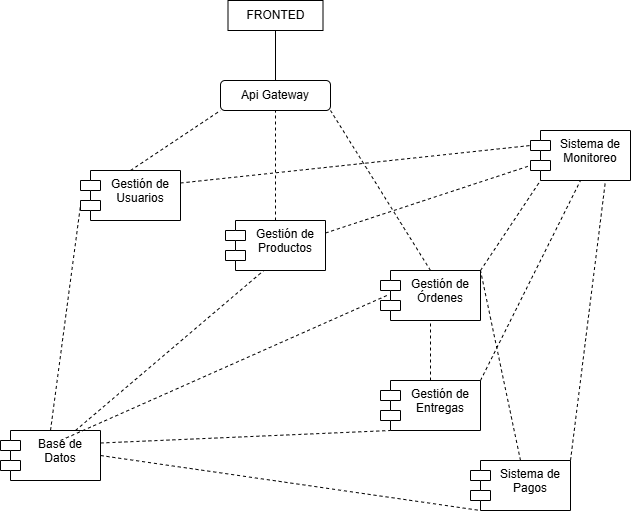 FRONTED
Api Gateway
Sistema de
Monitoreo
Gestión de
Usuarios
Gestión de
Productos
Gestión de
Órdenes
Gestión de
Entregas
Base de
Datos
Sistema de
Pagos